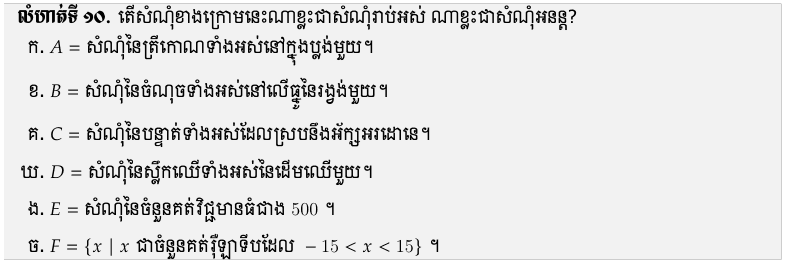 លំហាត់ទី ១០. តើសំណុំខាងក្រោមនេះណាខ្លះជាសំណុំរាប់អស់ ណាខ្លះជាសំណុំអនន្ត?
ក. A = សំណុំនៃត្រីកោណទាំងអស់នៅក្នុងប្លង់មួយ។
ខ. B = សំណុំនៃចំណុចទាំងអស់នៅលើធ្នូនៃរង្វង់មួយ។
គ. C = សំណុំនៃបន្ទាត់ទាំងអស់ដែលស្របនឹងអ័ក្សអរដោនេ។
ឃ. D = សំណុំនៃស្លឹកឈើទាំងអស់នៃដើមឈើមួយ។
ង. E = សំណុំនៃចំនួនគត់វិជ្ជមានធំជាង 500 ។
ច. F = {x | x ជាចំនួនគត់រ៉ឺឡាទីបដែល − 15 < x < 15} ។